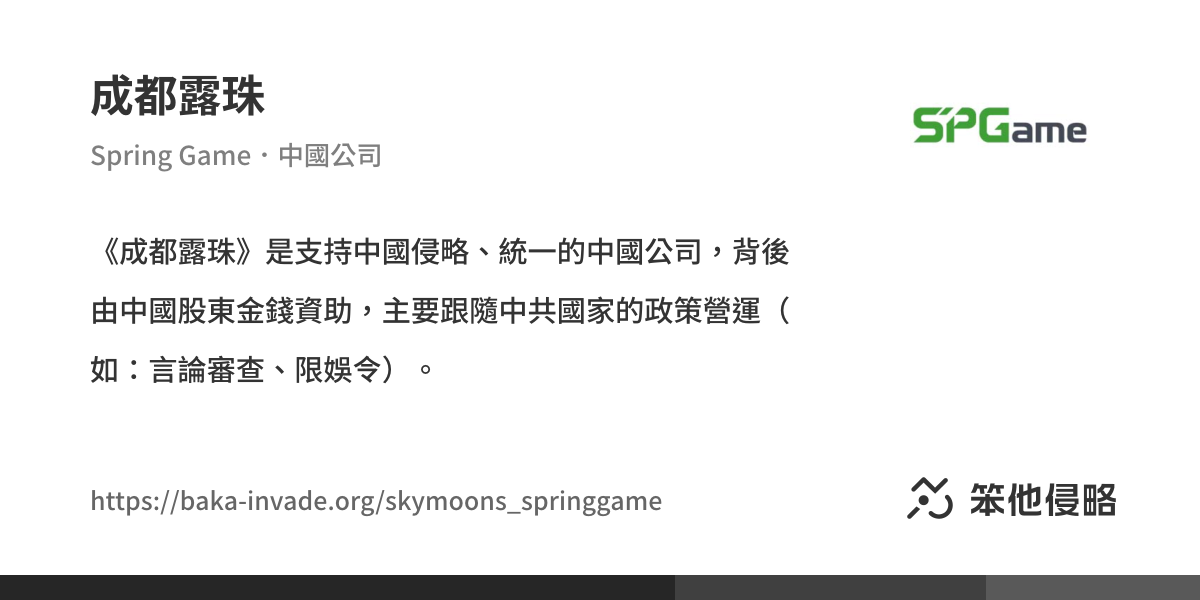 成都露珠
SPGame
Spring Game・中國公司
《成都露珠》是支持中國侵略、統一的中國公司，背後
由中國股東金錢資助，主要跟隨中共國家的政策營運（
如：言論審查、限娛令）。
https://baka-invade.org/skymoons_springgame
笨他侵略